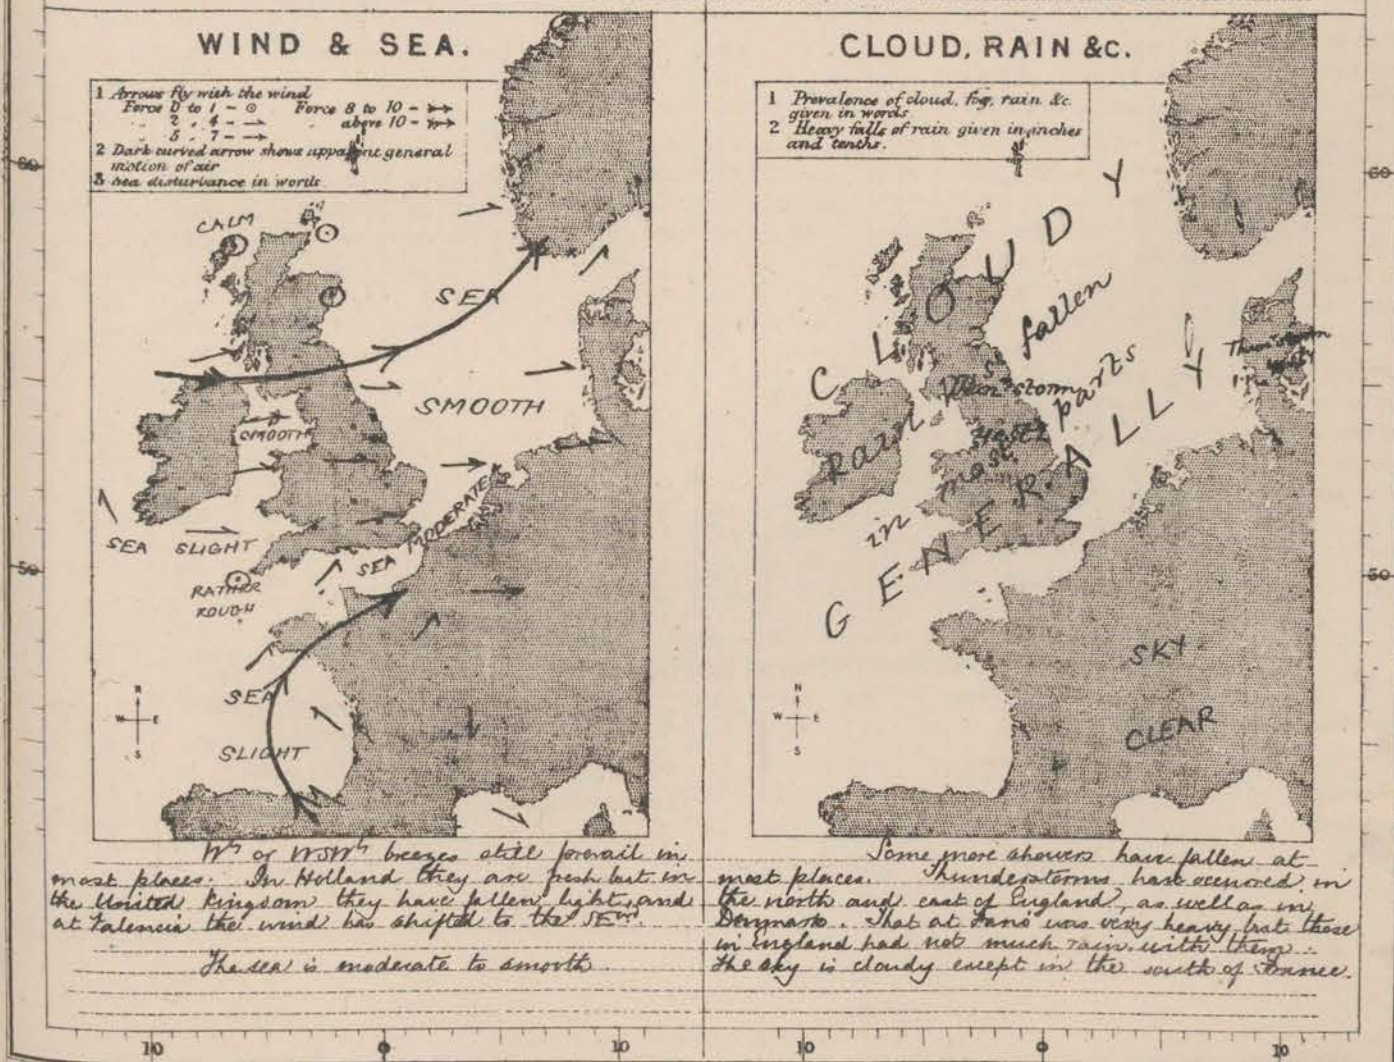 WIND & SEA.
1 Arrows fly with the wind
Force 0 to 1 - ⊙ Force 8 to 10 -
" 2 " 4 - " above 10 -
" 5 " 7 -
2 Dark curved arrow shows apparent general
motion of air
3 Sea disturbance in words
60
CALM
SEA
SMOOTH
SMOOTH
MODERATE
SEA SLIGHT
SEA
50
RATHER
ROUGH
SEA
SLIGHT
N
W E
S
Wly or WSWly breezes still prevail in
most places. In Holland they are fresh but in
the United Kingdom they have fallen light, and
at Valencia the wind has shifted to the SEwd.
The sea is moderate to smooth.
10 0 10
CLOUD, RAIN &c.
1 Prevalence of cloud, fog, rain &c.
given in words
2 Heavy falls of rain given in inches
and tenths.
60
CLOUDY
GENERALLY
Rain has fallen
in most parts
50
SKY
CLEAR
N
W E
S
Some more showers have fallen at
most places. Thunderstorms have occurred in
the north and east of England, as well as in
Denmark. That at Fanö was very heavy, but those
in England had not much rain with them.
The sky is cloudy except in the south of France.
10 0 10